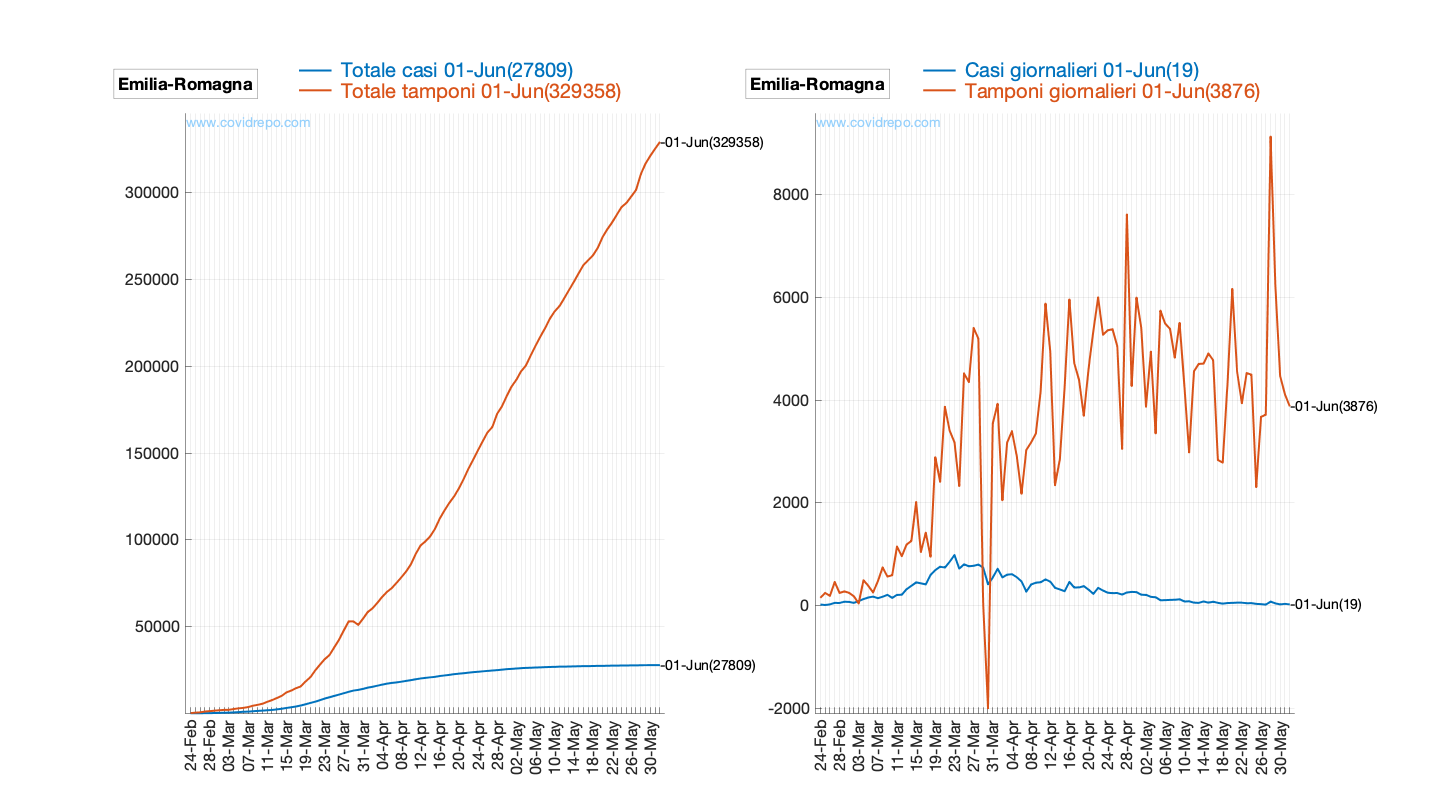 Emilia-Romagna
Totale casi 01-Jun(27809)
Totale tamponi 01-Jun(329358)
www.covidrepo.com
300000
250000
200000
150000
100000
50000
01-Jun(329358)
01-Jun(27809)
24-Feb
28-Feb
03-Mar
07-Mar
11-Mar
15-Mar
19-Mar
23-Mar
27-Mar
31-Mar
04-Apr
08-Apr
12-Apr
16-Apr
20-Apr
24-Apr
28-Apr
02-May
06-May
10-May
14-May
18-May
22-May
26-May
30-May
Emilia-Romagna
Casi giornalieri 01-Jun(19)
Tamponi giornalieri 01-Jun(3876)
www.covidrepo.com
8000
6000
4000
2000
0
-2000
01-Jun(3876)
01-Jun(19)
24-Feb
28-Feb
03-Mar
07-Mar
11-Mar
15-Mar
19-Mar
23-Mar
27-Mar
31-Mar
04-Apr
08-Apr
12-Apr
16-Apr
20-Apr
24-Apr
28-Apr
02-May
06-May
10-May
14-May
18-May
22-May
26-May
30-May